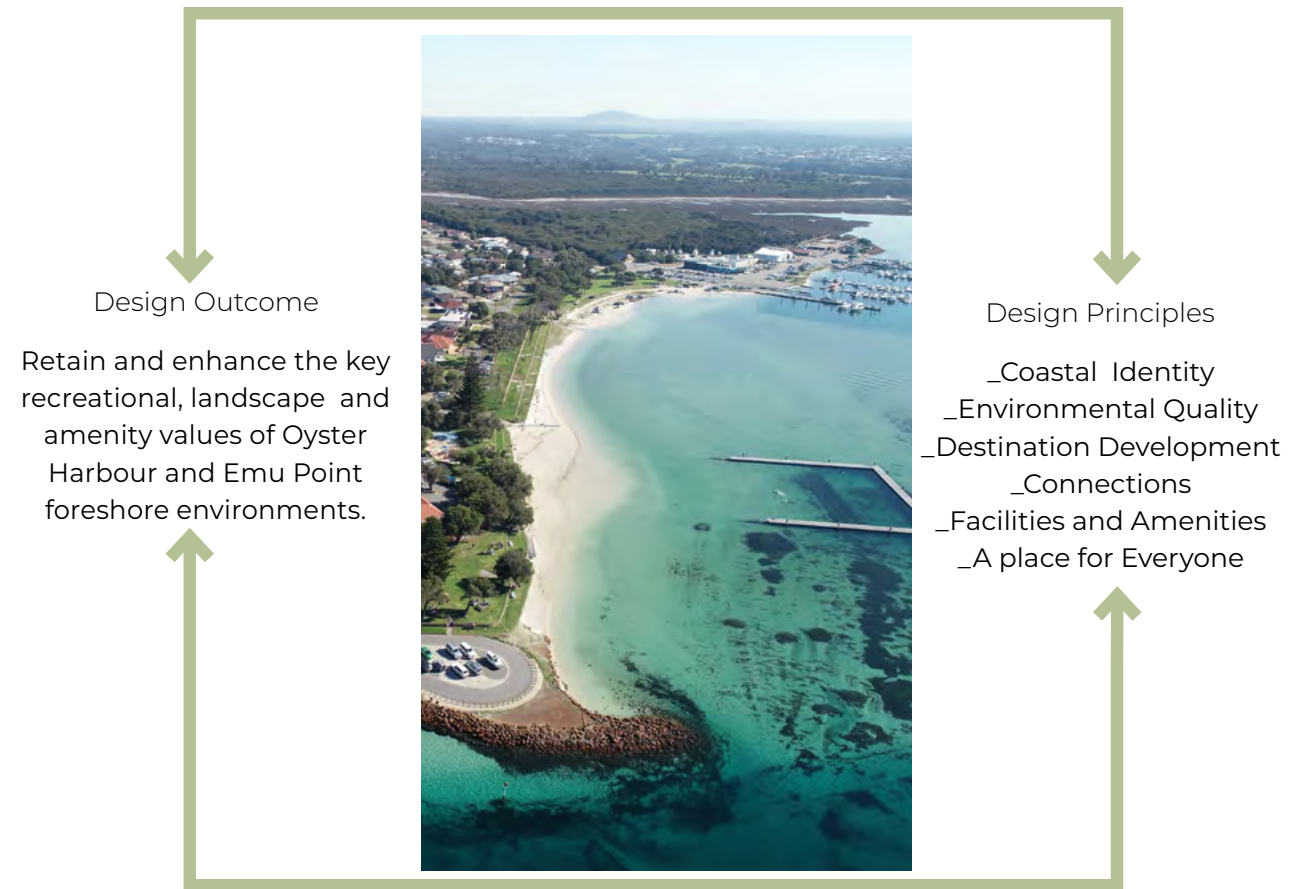 Design Outcome
Retain and enhance the key
recreational, landscape and
amenity values of Oyster
Harbour and Emu Point
foreshore environments.
Design Principles
_Coastal Identity
_Environmental Quality
_Destination Development
_Connections
_Facilities and Amenities
_A place for Everyone